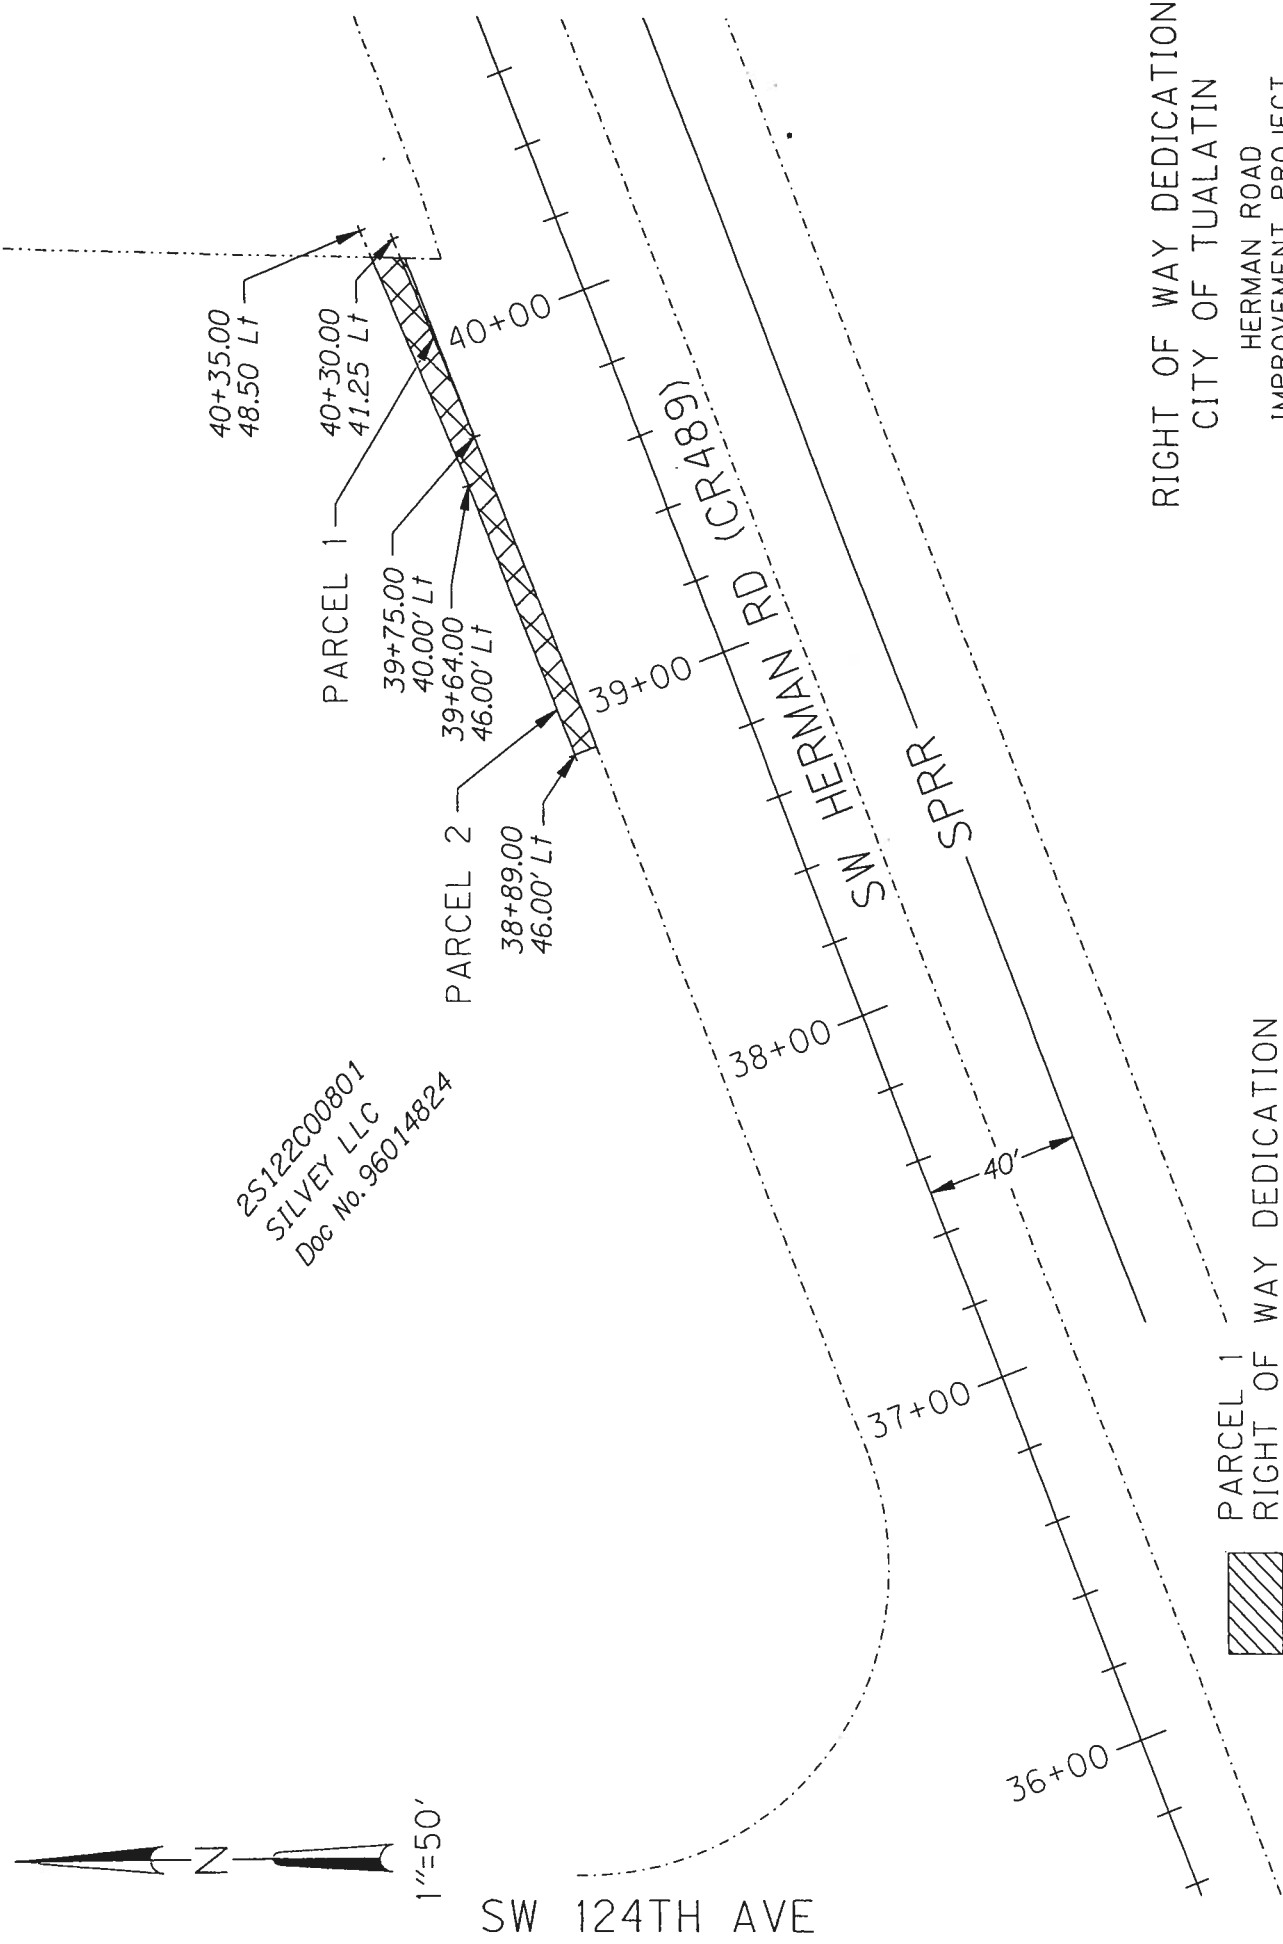 40+35.00
48.50 Lt
40+30.00
41.25 Lt
PARCEL 1
39+75.00
40.00' Lt
39+64.00
46.00' Lt
PARCEL 2
38+89.00
46.00' Lt
2S122C00801
SILVEY LLC
Doc No. 96014824
40+00
39+00
38+00
37+00
36+00
SW HERMAN RD (CR489)
SPRR
40'
N
1"=50'
SW 124TH AVE
RIGHT OF WAY DEDICATION
CITY OF TUALATIN
HERMAN ROAD
IMPROVEMENT PROJECT
PARCEL 1
RIGHT OF WAY DEDICATION